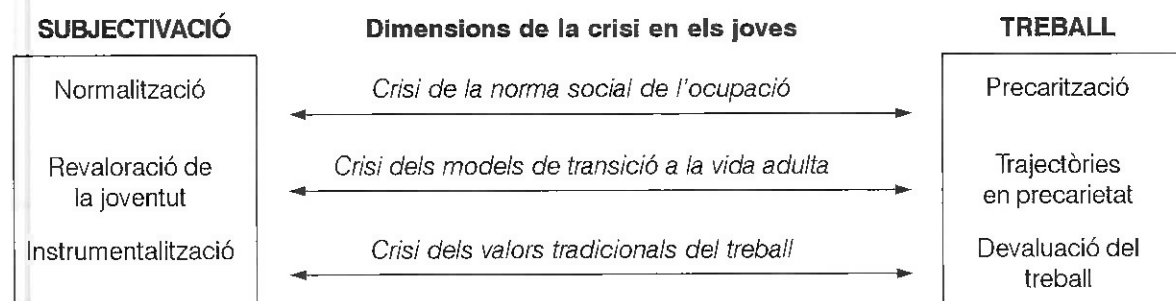 SUBJECTIVACIÓ Dimensions de la crisi en els joves TREBALL
Normalització Crisi de la norma social de l'ocupació Precarització
Revaloració de Crisi dels models de transició a la vida adulta Trajectòries
la joventut en precarietat
Instrumentalització Crisi dels valors tradicionals del treball Devaluació del
treball